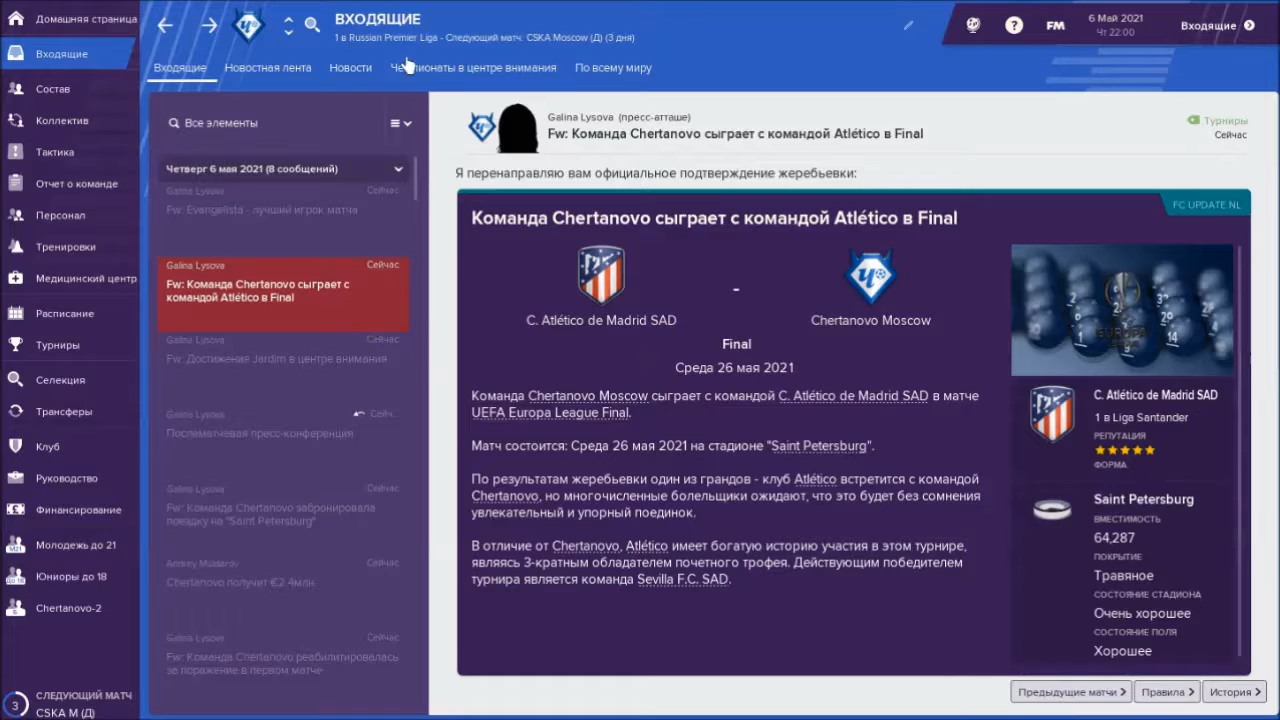 Домашняя страница
Входящие
Состав
Коллектив
Тактика
Отчет о команде
Персонал
Тренировки
Медицинский центр
Расписание
Турниры
Селекция
Трансферы
Клуб
Руководство
Финансирование
Молодежь до 21
Юниоры до 18
Chertanovo-2
3
СЛЕДУЮЩИЙ МАТЧ
CSKA M (Д)
ВХОДЯЩИЕ
1 в Russian Premier Liga - Следующий матч: CSKA Moscow (Д) (3 дня)
FM
6 Май 2021
Чт 22:00
Входящие
Входящие
Новостная лента
Новости
Чемпионаты в центре внимания
По всему миру
Все элементы
Четверг 6 мая 2021 (8 сообщений)
Galina Lysova
Сейчас
Fw: Evangelista - лучший игрок матча
Galina Lysova
Сейчас
Fw: Команда Chertanovo сыграет с
командой Atlético в Final
Galina Lysova
Сейчас
Fw: Достижения Jardim в центре внимания
Galina Lysova
Сейч..
Послематчевая пресс-конференция
Galina Lysova
Сейчас
Fw: Команда Chertanovo забронировала
поездку на "Saint Petersburg"
Сейчас
Chertanovo получит €2.4млн
Galina Lysova
Сейчас
Fw: Команда Chertanovo реабилитировалась
за поражение в первом матче
Galina Lysova (пресс-атташе)
Fw: Команда Chertanovo сыграет с командой Atlético в Final
Турниры
Сейчас
Я перенаправляю вам официальное подтверждение жеребьевки:
FC UPDATE NL
Команда Chertanovo сыграет с командой Atlético в Final
-
C. Atlético de Madrid SAD
Chertanovo Moscow
Final
Среда 26 мая 2021
Команда Chertanovo Moscow сыграет с командой C. Atlético de Madrid SAD в матче
UEFA Europa League Final.
Матч состоится: Среда 26 мая 2021 на стадионе "Saint Petersburg".
По результатам жеребьевки один из грандов - клуб Atlético встретится с командой
Chertanovo, но многочисленные болельщики ожидают, что это будет без сомнения
увлекательный и упорный поединок.
В отличие от Chertanovo, Atlético имеет богатую историю участия в этом турнире,
являясь 3-кратным обладателем почетного трофея. Действующим победителем
турнира является команда Sevilla F.C. SAD.
C. Atlético de Madrid SAD
1 в Liga Santander
РЕПУТАЦИЯ
ФОРМА
Saint Petersburg
ВМЕСТИМОСТЬ
64,287
ПОКРЫТИЕ
Травяное
СОСТОЯНИЕ СТАДИОНА
Очень хорошее
СОСТОЯНИЕ ПОЛЯ
Хорошее
Предыдущие матчи
Правила
История